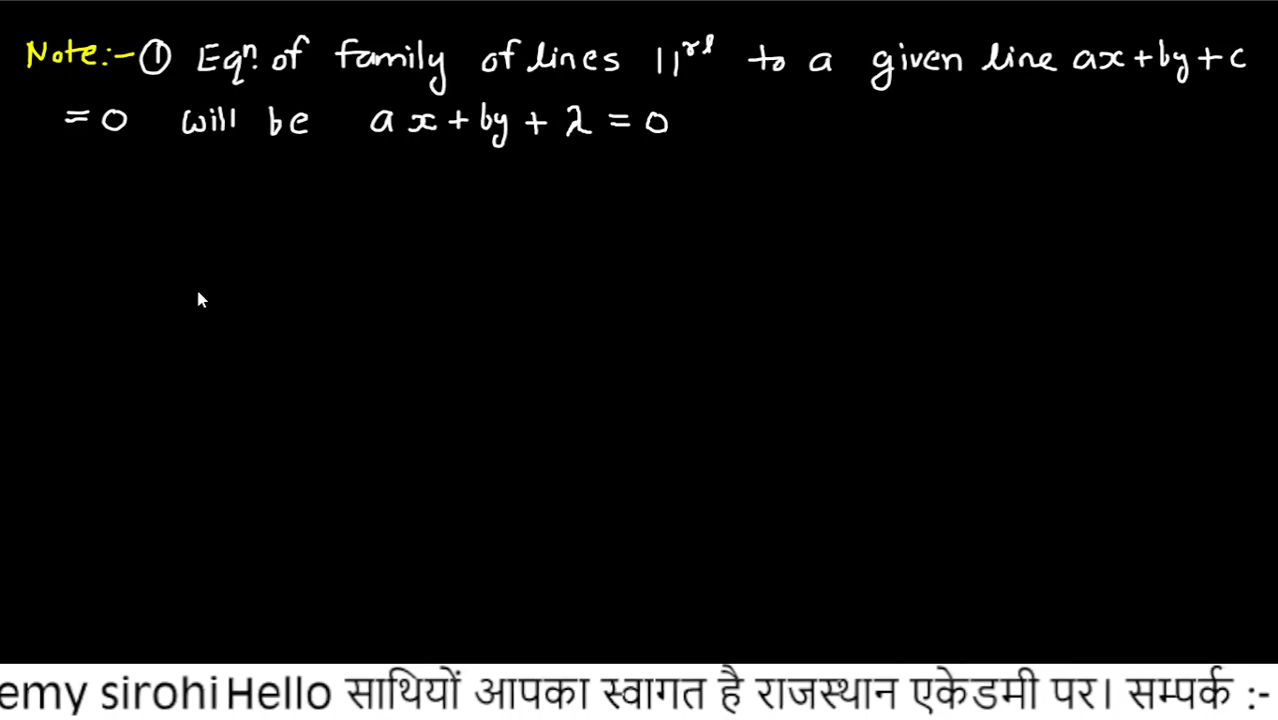 Note:- ① Eqn. of family of lines ||rel to a given line ax+by+c
=0 will be ax+by+λ=0
emy sirohi Hello साथियों आपका स्वागत है राजस्थान एकेडमी पर। सम्पर्क :-